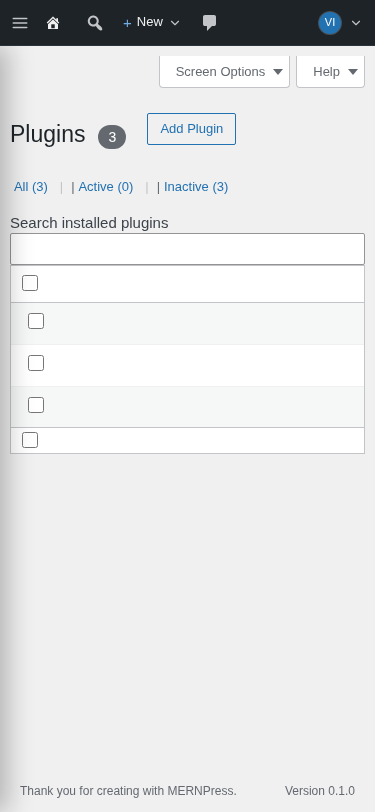 + New
VI
Screen Options
Help
Plugins 3 Add Plugin
All (3) | | Active (0) | | Inactive (3)
Search installed plugins
Thank you for creating with MERNPress. Version 0.1.0